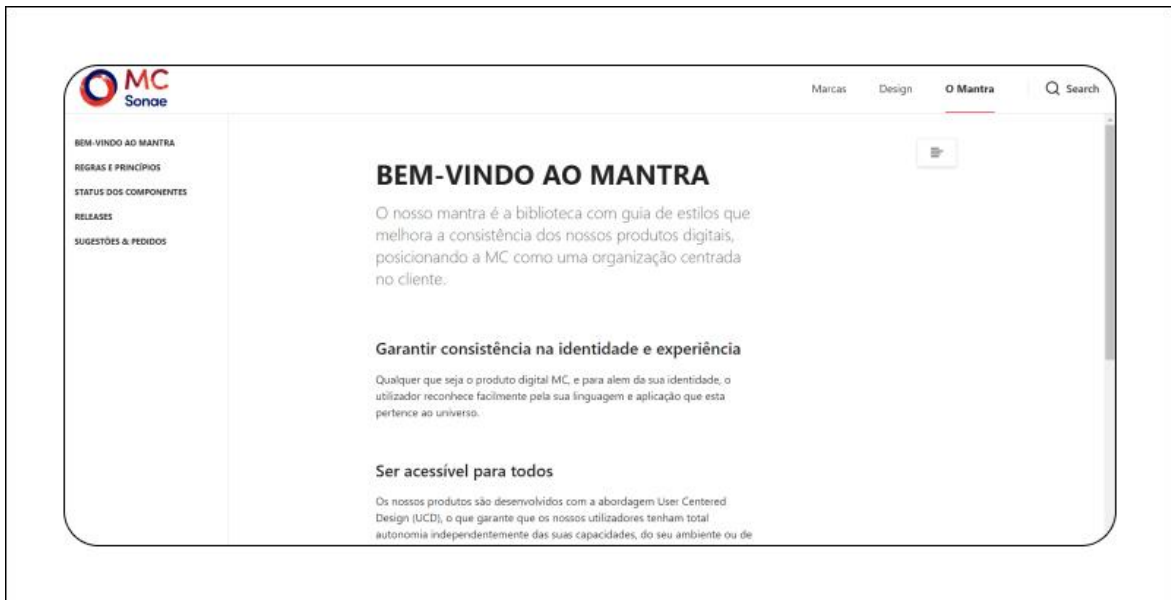 MC
Sonae
Marcas
Design
O Mantra
Search
BEM-VINDO AO MANTRA
REGRAS E PRINCÍPIOS
STATUS DOS COMPONENTES
RELEASES
SUGESTÕES & PEDIDOS
BEM-VINDO AO MANTRA
O nosso mantra é a biblioteca com guia de estilos que
melhora a consistência dos nossos produtos digitais,
posicionando a MC como uma organização centrada
no cliente.
Garantir consistência na identidade e experiência
Qualquer que seja o produto digital MC, e para alem da sua identidade, o
utilizador reconhece facilmente pela sua linguagem e aplicação que esta
pertence ao universo.
Ser acessível para todos
Os nossos produtos são desenvolvidos com a abordagem User Centered
Design (UCD), o que garante que os nossos utilizadores tenham total
autonomia independentemente das suas capacidades, do seu ambiente ou de